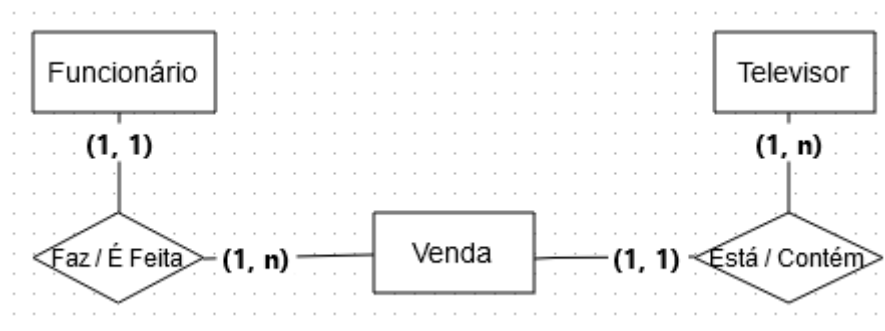 Funcionário
Televisor
(1, 1)
(1, n)
Faz / É Feita
(1, n)
Venda
(1, 1)
Está / Contém